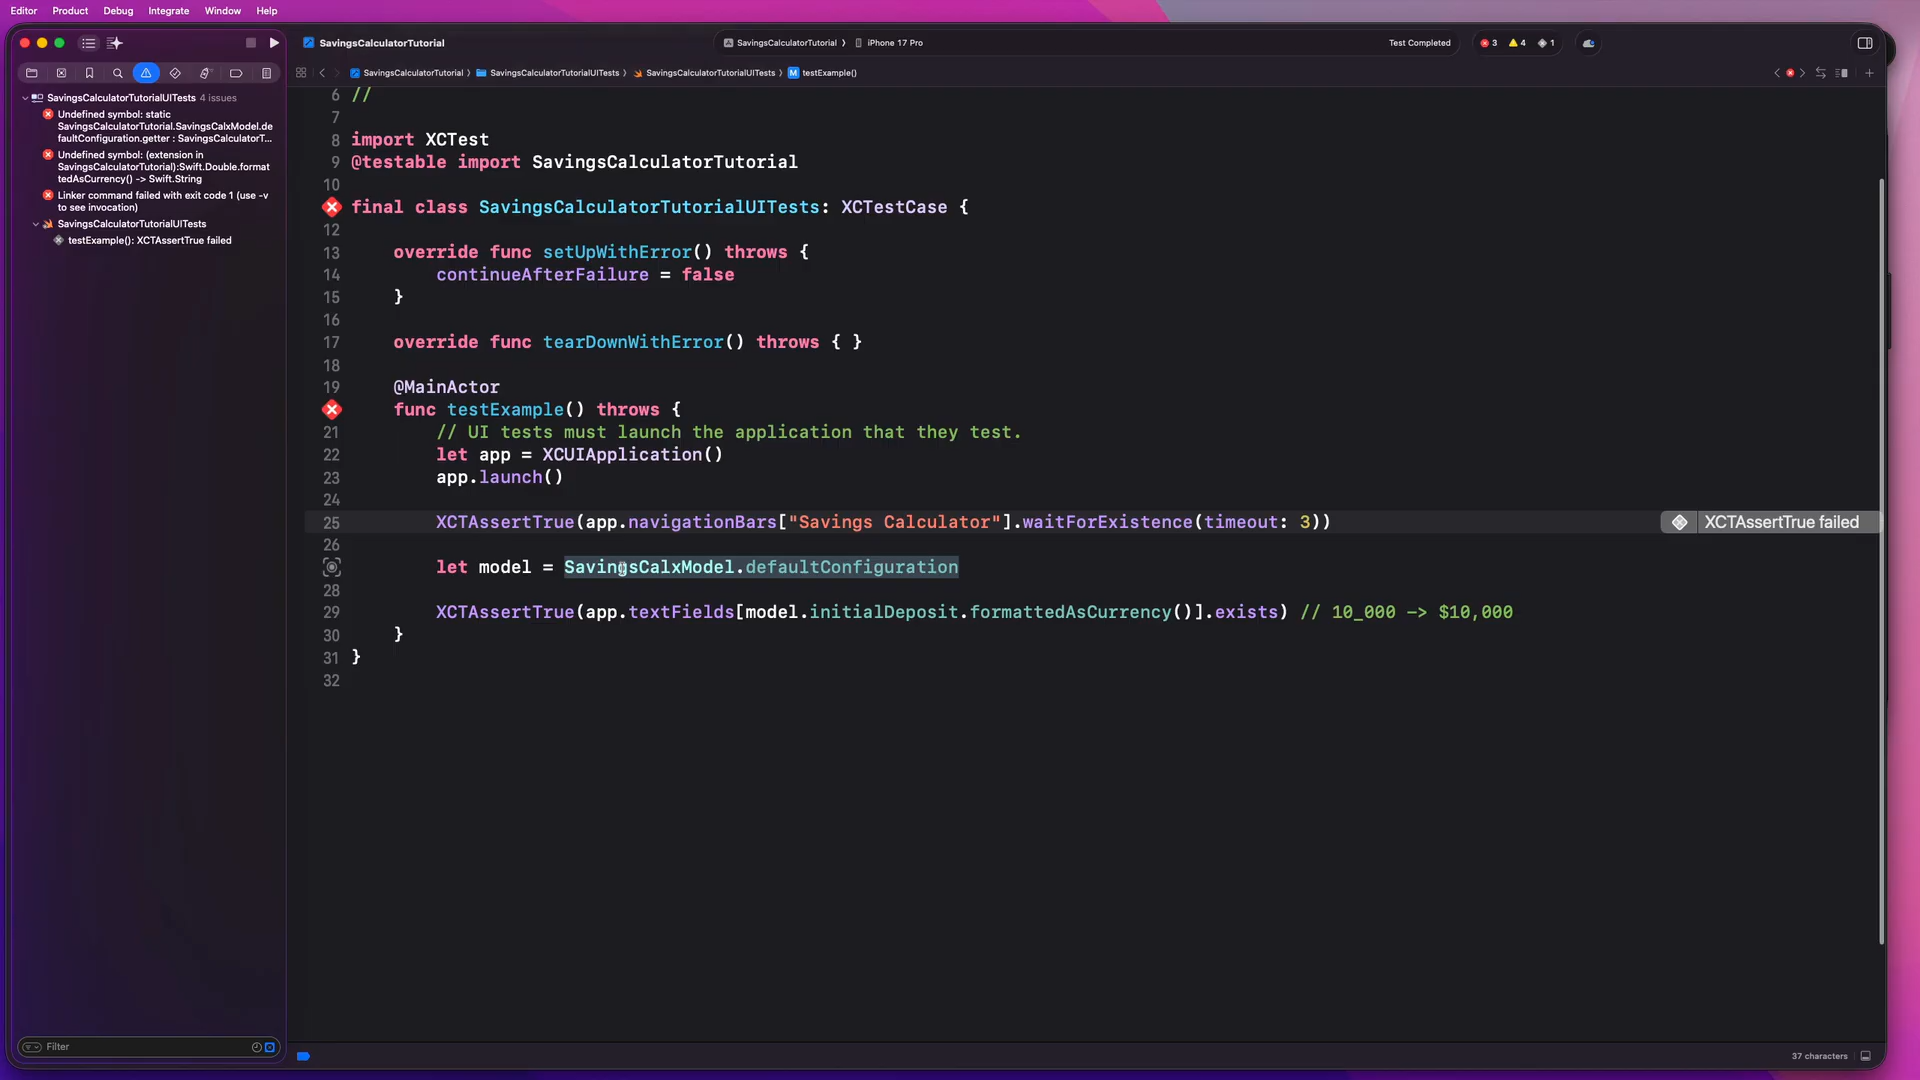 Editor Product Debug Integrate Window Help
SavingsCalculatorTutorial
SavingsCalculatorTutorial 〉 iPhone 17 Pro
Test Completed
3 4 1
SavingsCalculatorTutorial 〉 SavingsCalculatorTutorialUITests 〉 SavingsCalculatorTutorialUITests 〉 M testExample()
SavingsCalculatorTutorialUITests 4 issues
Undefined symbol: static
SavingsCalculatorTutorial.SavingsCalxModel.de
faultConfiguration.getter : SavingsCalculatorT...
Undefined symbol: (extension in
SavingsCalculatorTutorial):Swift.Double.format
tedAsCurrency() -> Swift.String
Linker command failed with exit code 1 (use -v
to see invocation)
SavingsCalculatorTutorialUITests
testExample(): XCTAssertTrue failed
6 //
7
8 import XCTest
9 @testable import SavingsCalculatorTutorial
10
final class SavingsCalculatorTutorialUITests: XCTestCase {
12
13 override func setUpWithError() throws {
14 continueAfterFailure = false
15 }
16
17 override func tearDownWithError() throws { }
18
19 @MainActor
func testExample() throws {
21 // UI tests must launch the application that they test.
22 let app = XCUIApplication()
23 app.launch()
24
25 XCTAssertTrue(app.navigationBars["Savings Calculator"].waitForExistence(timeout: 3)) XCTAssertTrue failed
26
let model = SavingsCalxModel.defaultConfiguration
28
29 XCTAssertTrue(app.textFields[model.initialDeposit.formattedAsCurrency()].exists) // 10_000 -> $10,000
30 }
31 }
32
Filter
37 characters